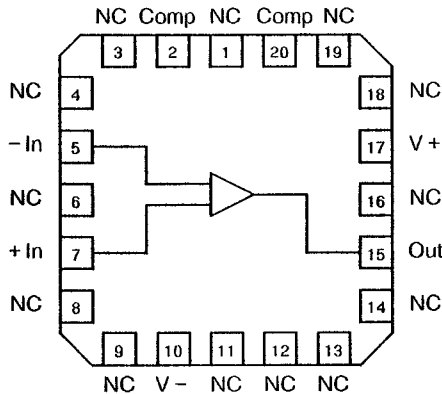 NC Comp NC Comp NC
3 2 1 20 19
NC 4 18 NC
– In 5 17 V +
NC 6 16 NC
+ In 7 15 Out
NC 8 14 NC
9 10 11 12 13
NC V – NC NC NC